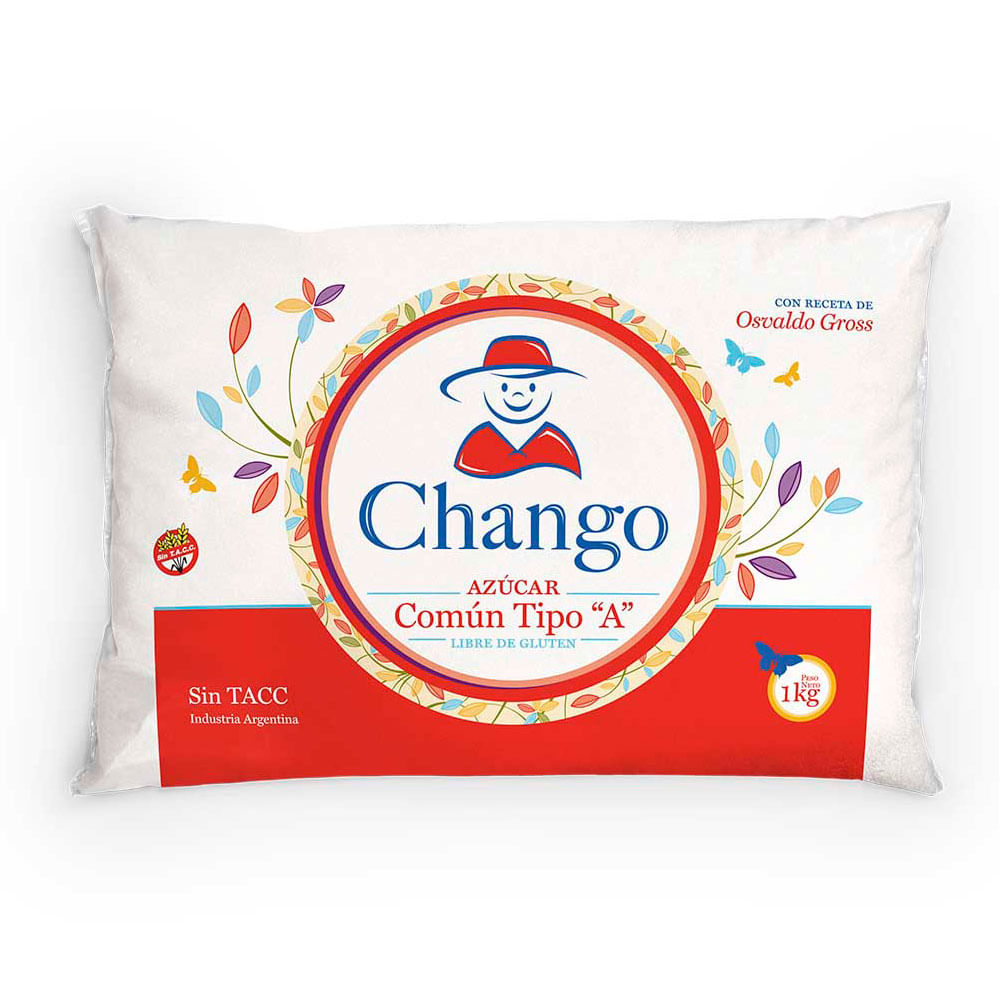 CON RECETA DE
Osvaldo Gross
Chango
AZÚCAR
Común Tipo “A”
LIBRE DE GLUTEN
Sin T.A.C.C.
Sin TACC
Industria Argentina
PESO
NETO
1kg